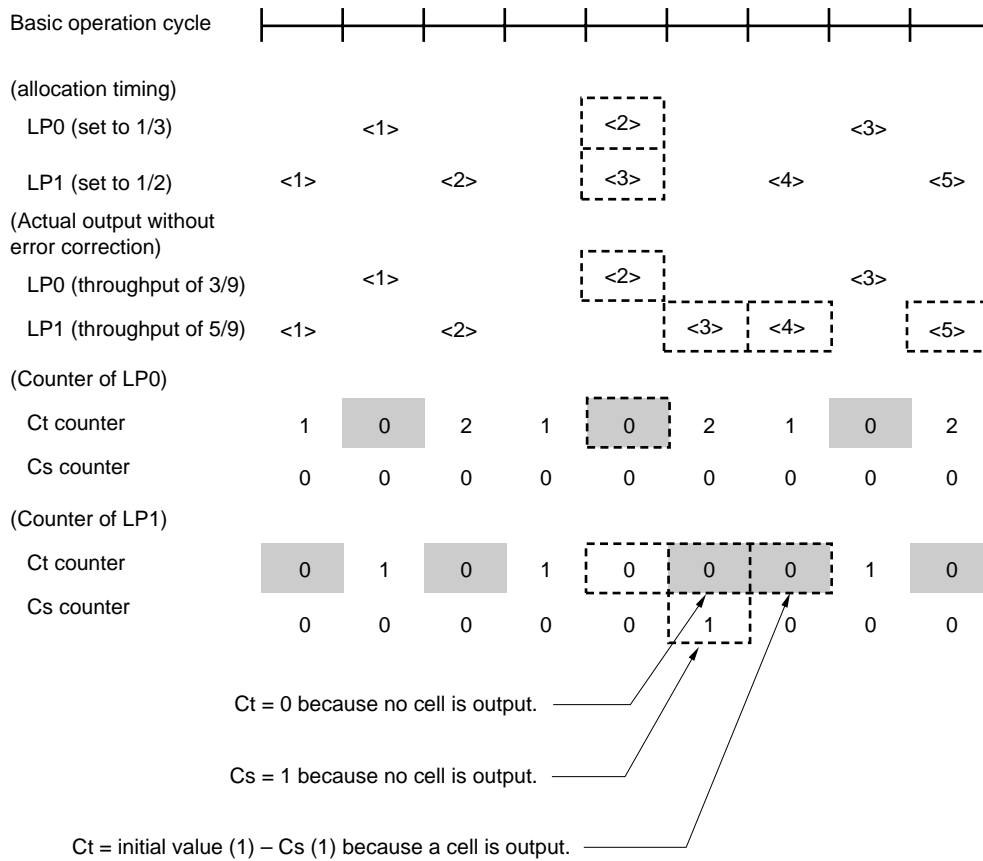 Basic operation cycle
(allocation timing)
LP0 (set to 1/3) <1> <2> <3>
LP1 (set to 1/2) <1> <2> <3> <4> <5>
(Actual output without
error correction)
LP0 (throughput of 3/9) <1> <2> <3>
LP1 (throughput of 5/9) <1> <2> <3> <4> <5>
(Counter of LP0)
Ct counter 1 0 2 1 0 2 1 0 2
Cs counter 0 0 0 0 0 0 0 0 0
(Counter of LP1)
Ct counter 0 1 0 1 0 0 0 1 0
Cs counter 0 0 0 0 0 1 0 0 0
Ct = 0 because no cell is output.
Cs = 1 because no cell is output.
Ct = initial value (1) – Cs (1) because a cell is output.